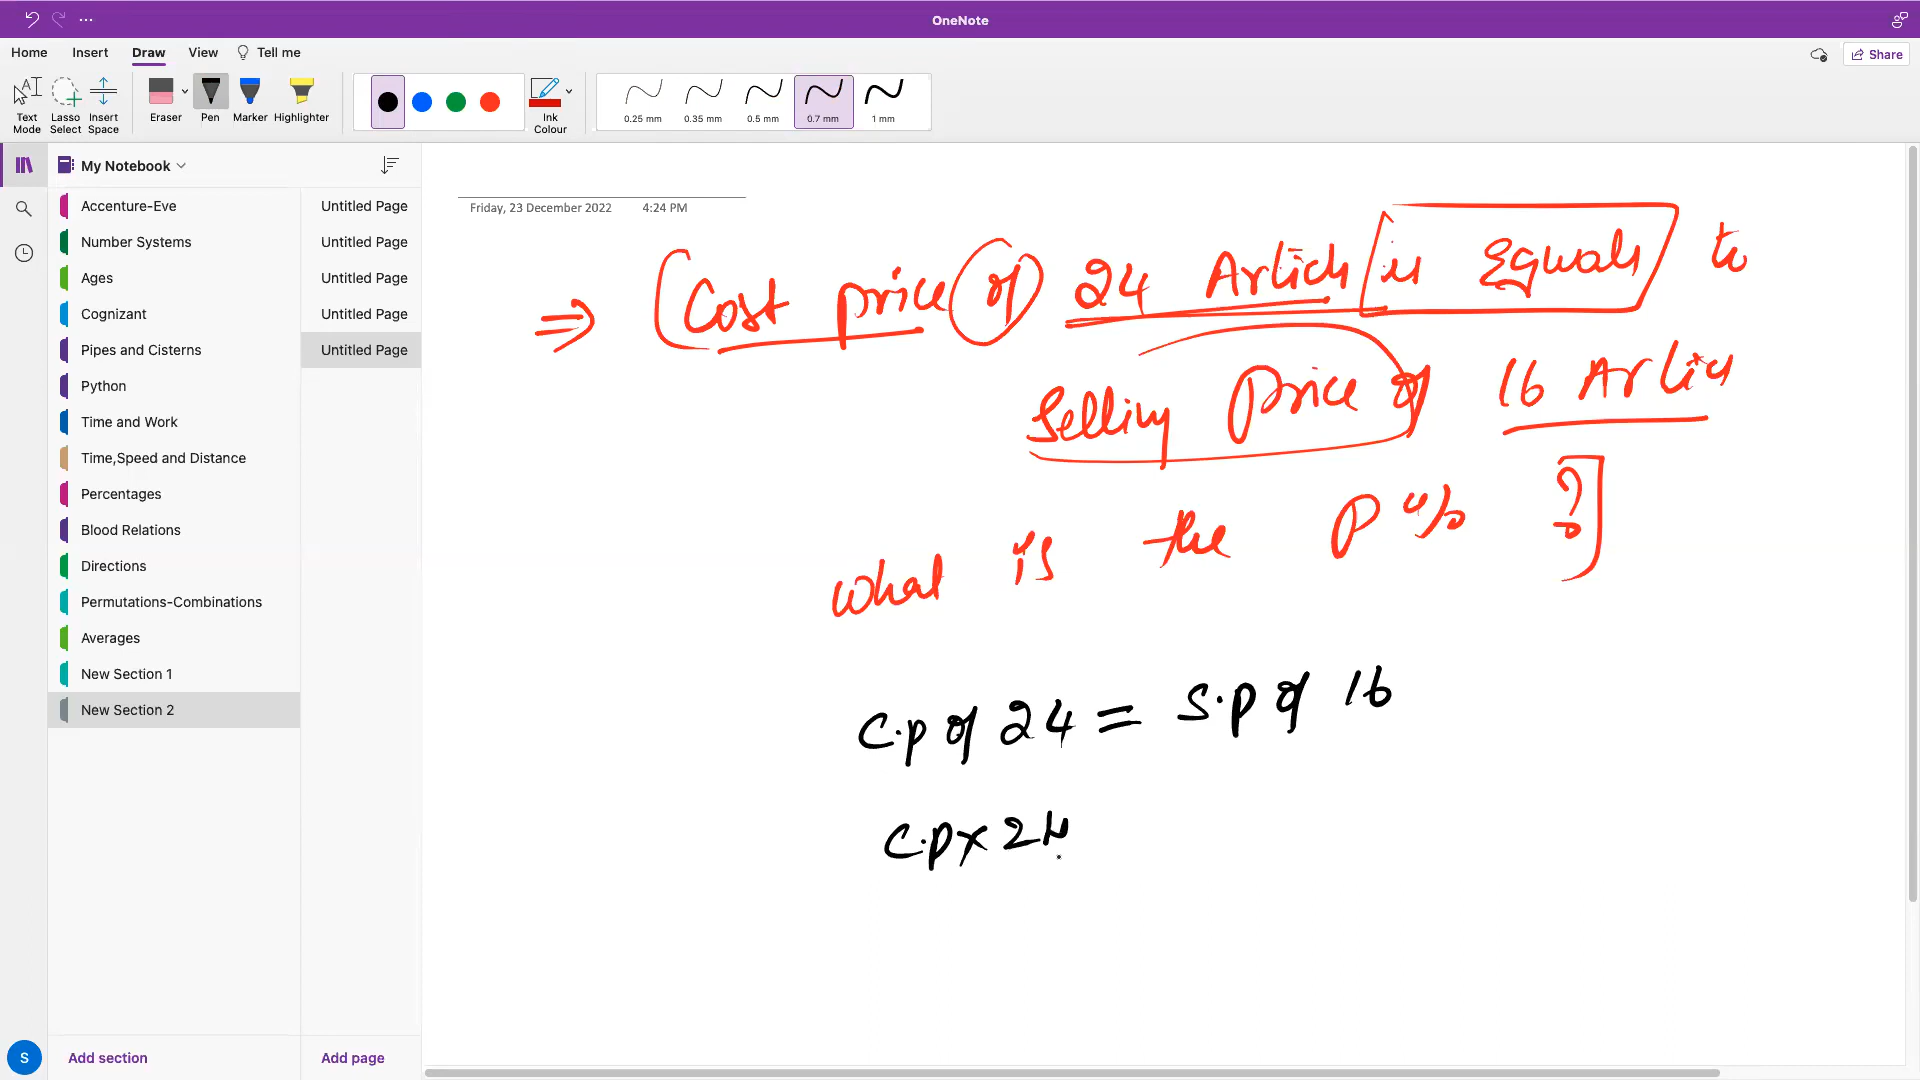 OneNote
Home Insert Draw View Tell me
Share
Text Mode
Lasso Select
Insert Space
Eraser
Pen
Marker
Highlighter
Ink Colour
0.25 mm
0.35 mm
0.5 mm
0.7 mm
1 mm
My Notebook
Accenture-Eve
Number Systems
Ages
Cognizant
Pipes and Cisterns
Python
Time and Work
Time,Speed and Distance
Percentages
Blood Relations
Directions
Permutations-Combinations
Averages
New Section 1
New Section 2
Untitled Page
Untitled Page
Untitled Page
Untitled Page
Untitled Page
Friday, 23 December 2022 4:24 PM
⇒ (Cost price of 24 Articles is Equals to
Selling Price of 16 Articles
what is the P % ?]
C.P of 24 = S.P of 16
C.P x 24
S
Add section
Add page